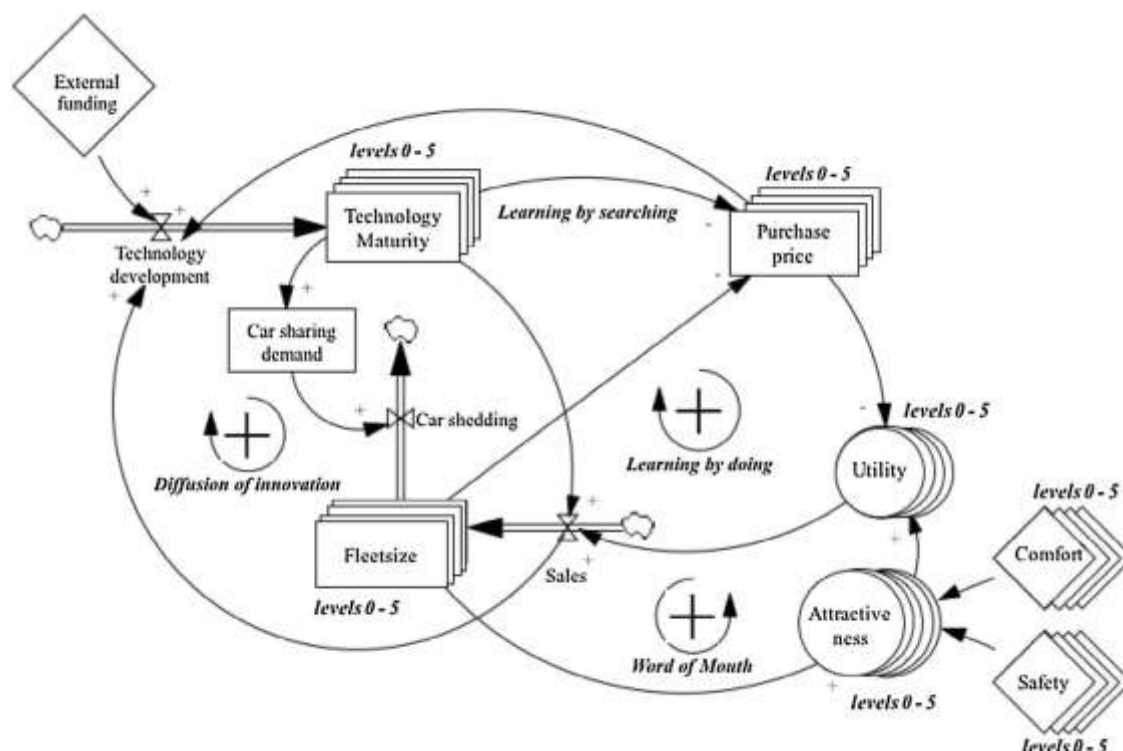 External
funding
levels 0 - 5
Technology
Maturity
Learning by searching
levels 0 - 5
Purchase
price
Technology
development
Car sharing
demand
Car shedding
Diffusion of innovation
Learning by doing
levels 0 - 5
Utility
Fleetsize
levels 0 - 5
Sales
levels 0 - 5
Comfort
Attractive
ness
Word of Mouth
levels 0 - 5
Safety
levels 0 - 5